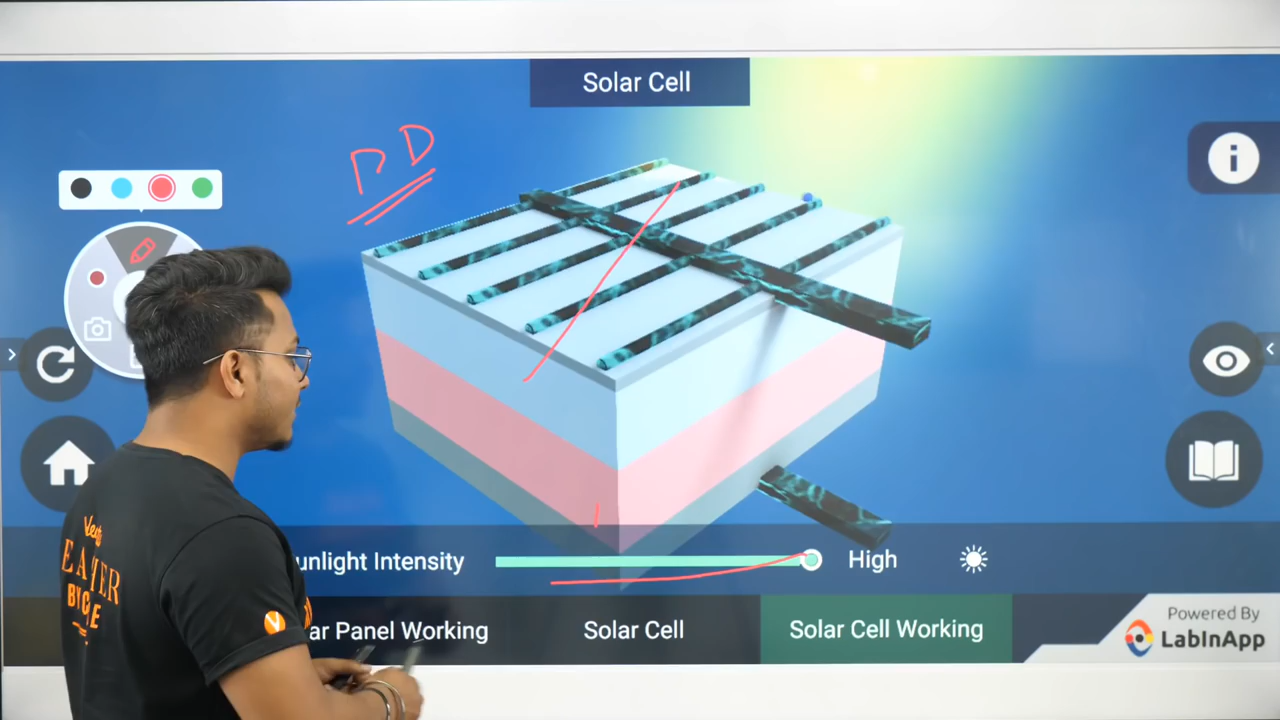 Solar Cell
PD
unlight Intensity
High
ar Panel Working
Solar Cell
Solar Cell Working
Powered By
LabInApp